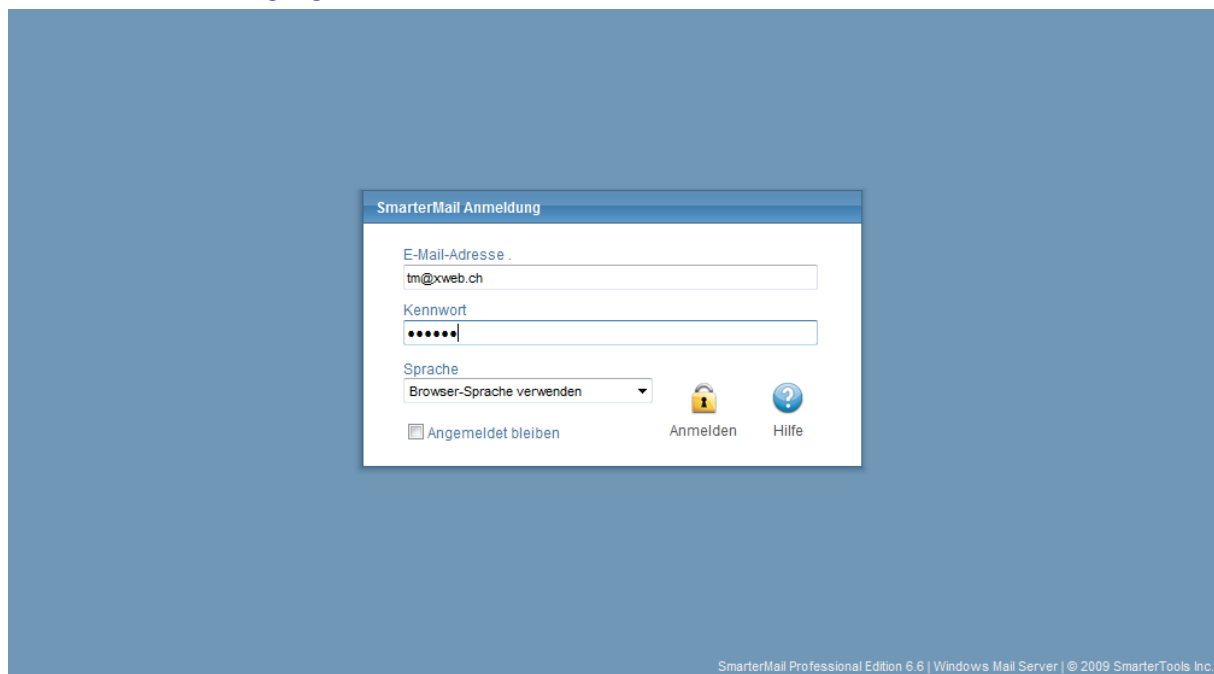 SmarterMail Anmeldung
E-Mail-Adresse .
tm@xweb.ch
Kennwort
••••••
Sprache
Browser-Sprache verwenden
Angemeldet bleiben
Anmelden
Hilfe
SmarterMail Professional Edition 6.6 | Windows Mail Server | © 2009 SmarterTools Inc.